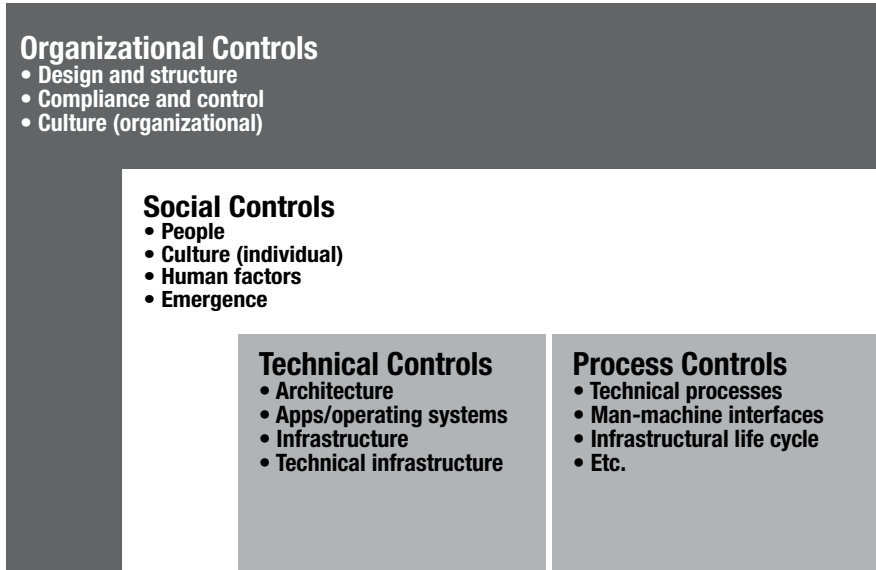 Organizational Controls
• Design and structure
• Compliance and control
• Culture (organizational)
Social Controls
• People
• Culture (individual)
• Human factors
• Emergence
Technical Controls
• Architecture
• Apps/operating systems
• Infrastructure
• Technical infrastructure
Process Controls
• Technical processes
• Man-machine interfaces
• Infrastructural life cycle
• Etc.